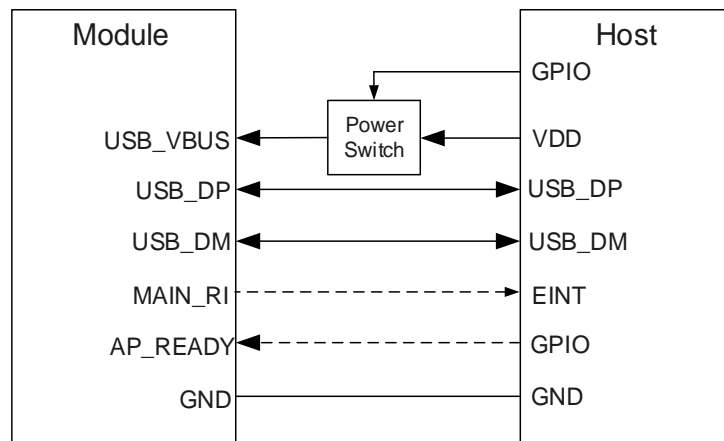 Module
Host
GPIO
USB_VBUS
Power
Switch
VDD
USB_DP
USB_DP
USB_DM
USB_DM
MAIN_RI
EINT
AP_READY
GPIO
GND
GND